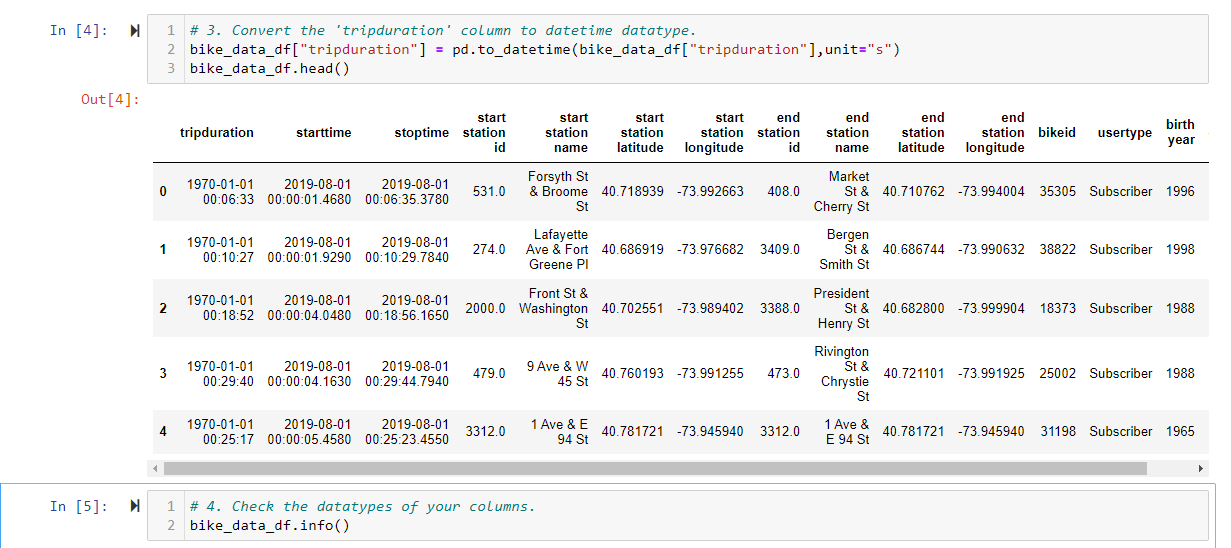 In [4]:
1 # 3. Convert the 'tripduration' column to datetime datatype.
2 bike_data_df["tripduration"] = pd.to_datetime(bike_data_df["tripduration"],unit="s")
3 bike_data_df.head()
Out[4]:
tripduration starttime stoptime start station id start station name start station latitude start station longitude end station id end station name end station latitude end station longitude bikeid usertype birth year
0 1970-01-01 00:06:33 2019-08-01 00:00:01.4680 2019-08-01 00:06:35.3780 531.0 Forsyth St & Broome St 40.718939 -73.992663 408.0 Market St & Cherry St 40.710762 -73.994004 35305 Subscriber 1996
1 1970-01-01 00:10:27 2019-08-01 00:00:01.9290 2019-08-01 00:10:29.7840 274.0 Lafayette Ave & Fort Greene Pl 40.686919 -73.976682 3409.0 Bergen St & Smith St 40.686744 -73.990632 38822 Subscriber 1998
2 1970-01-01 00:18:52 2019-08-01 00:00:04.0480 2019-08-01 00:18:56.1650 2000.0 Front St & Washington St 40.702551 -73.989402 3388.0 President St & Henry St 40.682800 -73.999904 18373 Subscriber 1988
3 1970-01-01 00:29:40 2019-08-01 00:00:04.1630 2019-08-01 00:29:44.7940 479.0 9 Ave & W 45 St 40.760193 -73.991255 473.0 Rivington St & Chrystie St 40.721101 -73.991925 25002 Subscriber 1988
4 1970-01-01 00:25:17 2019-08-01 00:00:05.4580 2019-08-01 00:25:23.4550 3312.0 1 Ave & E 94 St 40.781721 -73.945940 3312.0 1 Ave & E 94 St 40.781721 -73.945940 31198 Subscriber 1965
In [5]:
1 # 4. Check the datatypes of your columns.
2 bike_data_df.info()